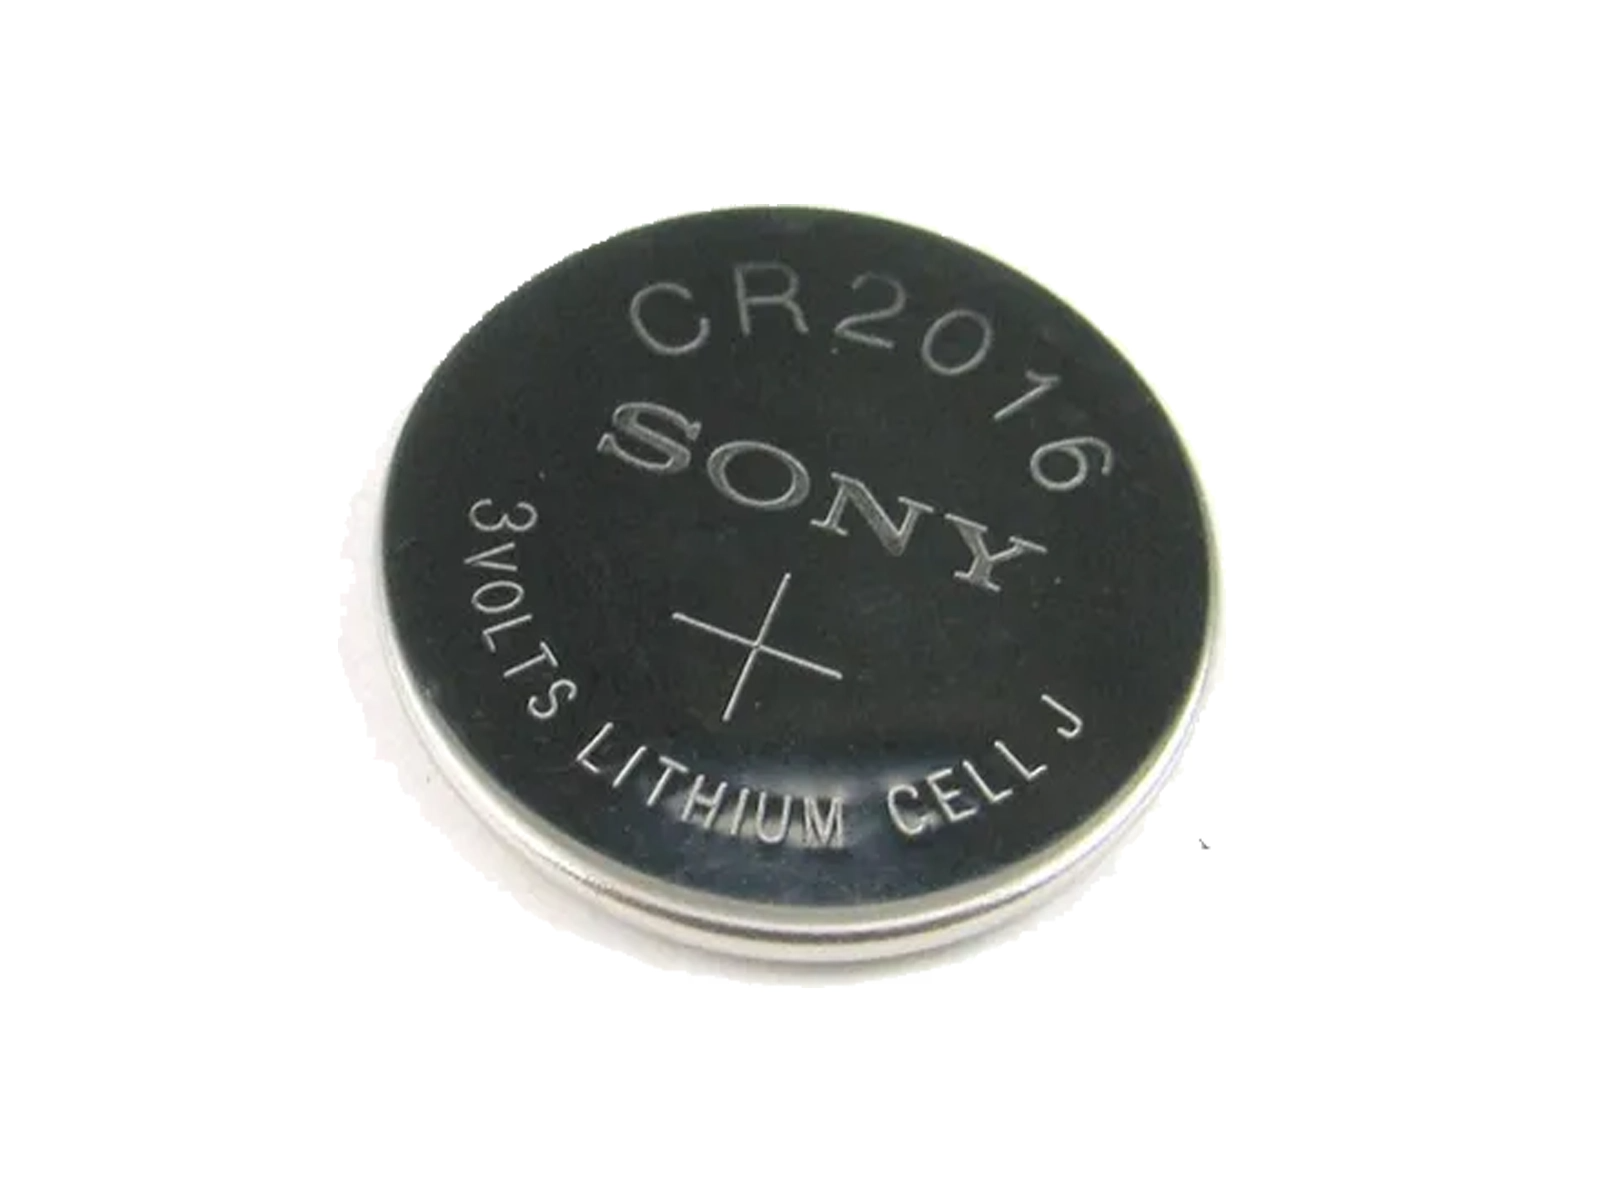 CR2016
SONY
+
3VOLTS LITHIUM CELL J